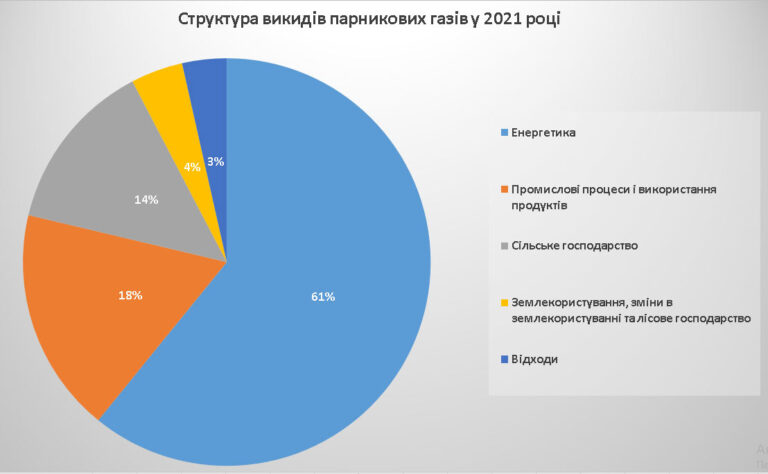 Структура викидів парникових газів у 2021 році
3%
4%
14%
18%
61%
Енергетика
Промислові процеси і використання
продуктів
Сільське господарство
Землекористування, зміни в
землекористуванні та лісове господарство
Відходи